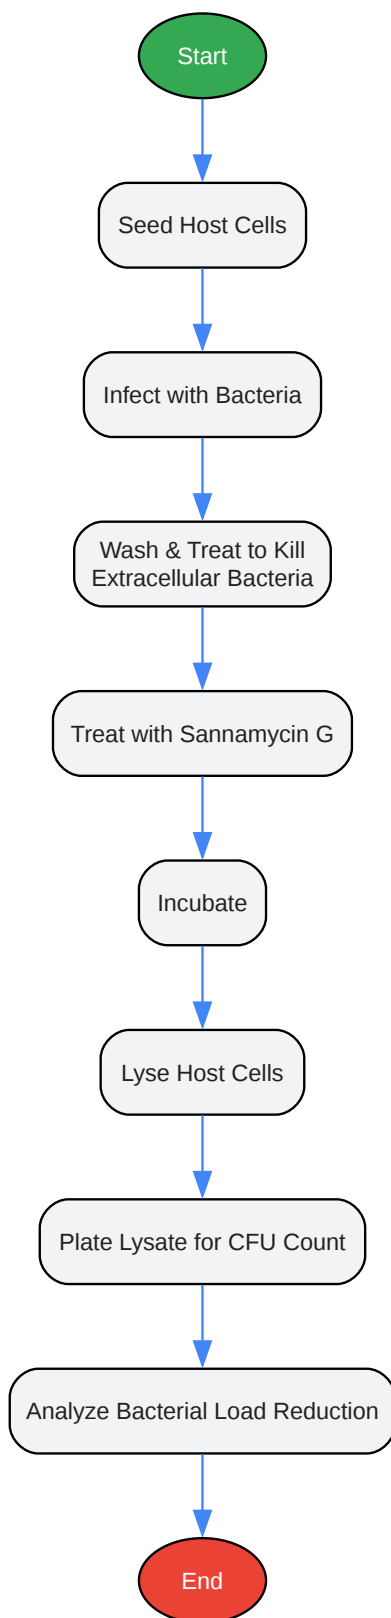 Start
Seed Host Cells
Infect with Bacteria
Wash & Treat to Kill
Extracellular Bacteria
Treat with Sannamycin G
Incubate
Lyse Host Cells
Plate Lysate for CFU Count
Analyze Bacterial Load Reduction
End